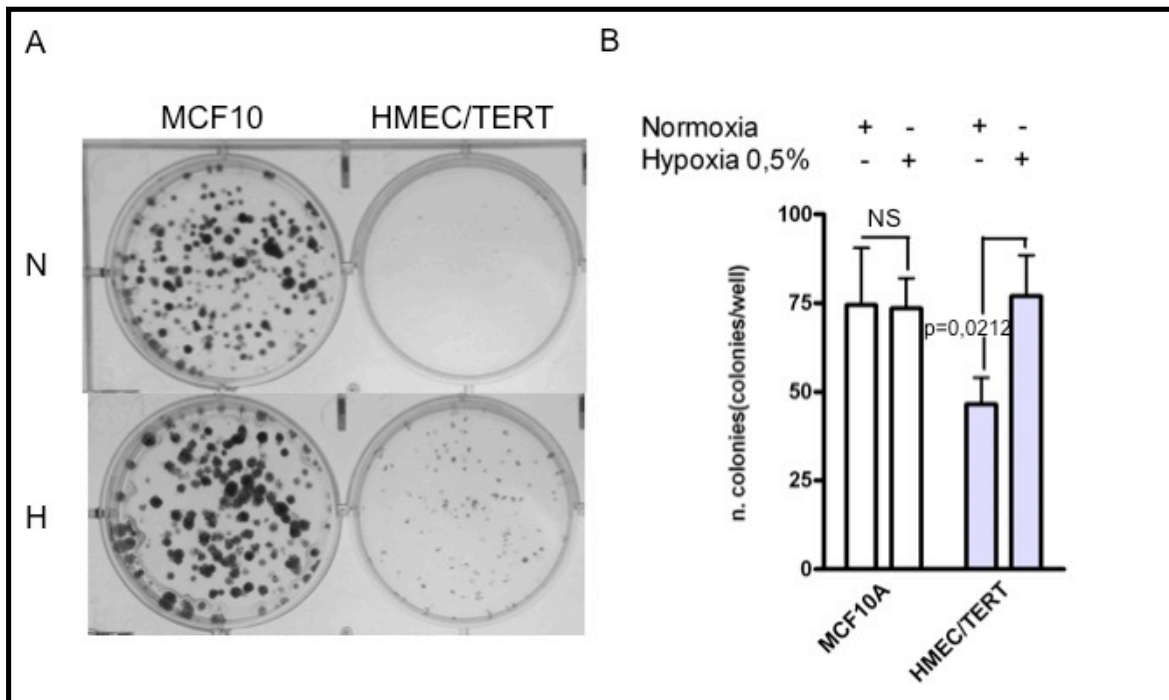 A
B
MCF10 HMEC/TERT
N
H
Normoxia + - + -
Hypoxia 0,5% - + - +
100
NS
75
p=0,0212
50
25
0
n. colonies(colonies/well)
MCF10A
HMEC/TERT